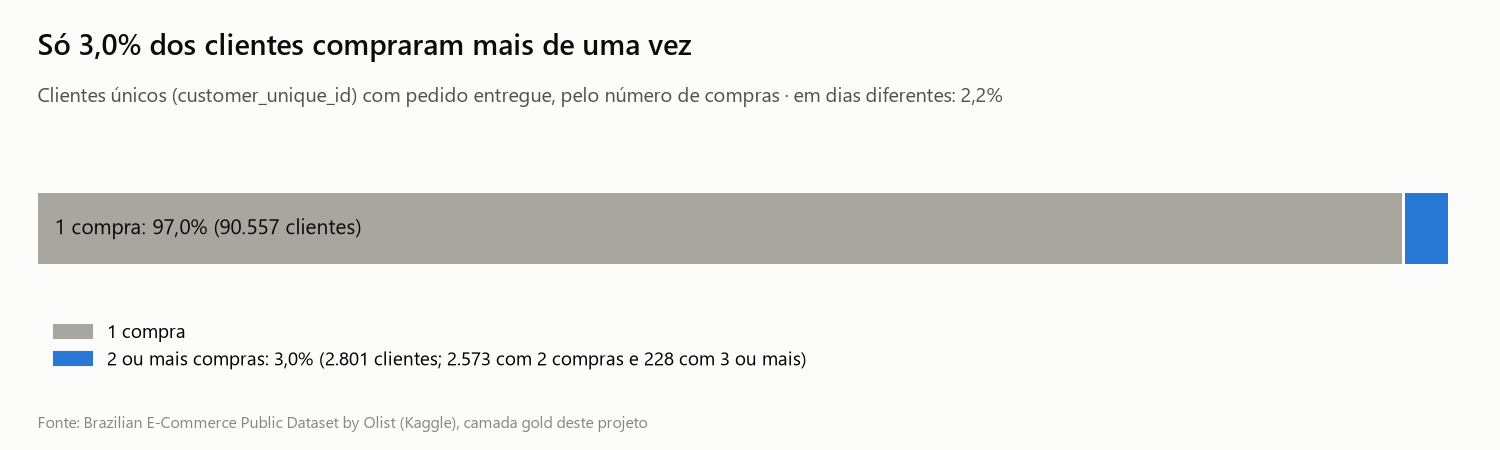 Só 3,0% dos clientes compraram mais de uma vez
Clientes únicos (customer_unique_id) com pedido entregue, pelo número de compras · em dias diferentes: 2,2%
1 compra: 97,0% (90.557 clientes)
1 compra
2 ou mais compras: 3,0% (2.801 clientes; 2.573 com 2 compras e 228 com 3 ou mais)
Fonte: Brazilian E-Commerce Public Dataset by Olist (Kaggle), camada gold deste projeto